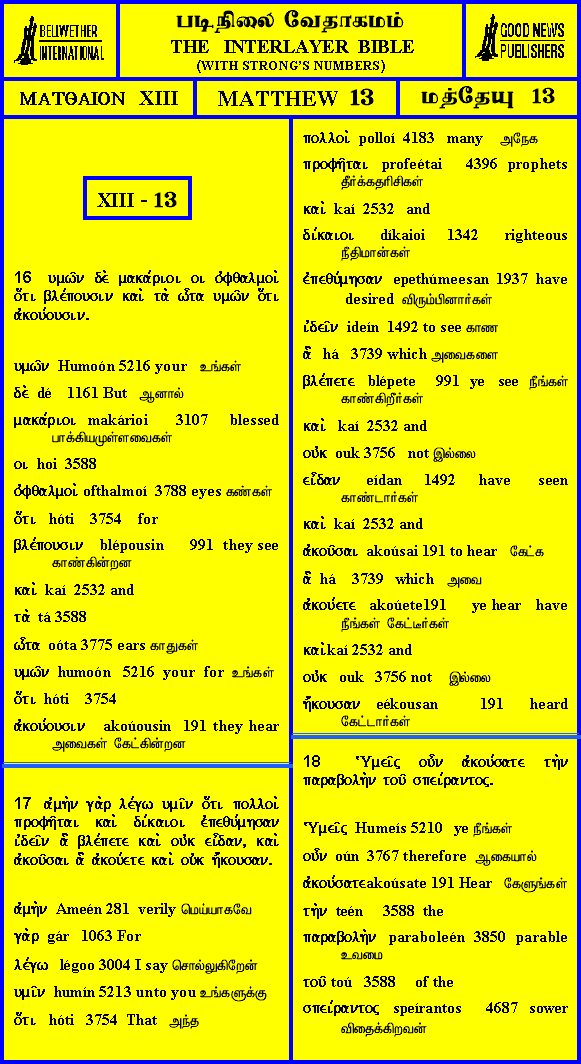 BELLWETHER
INTERNATIONAL
படிநிலை வேதாகமம்
THE INTERLAYER BIBLE
(WITH STRONG'S NUMBERS)
GOOD NEWS
PUBLISHERS
ΜΑΤΘΑΙΟΝ XIII
MATTHEW 13
மத்தேயு 13
XIII - 13
16 υμῶν δὲ μακάριοι οι ὀφθαλμοὶ
ὅτι βλέπουσιν καὶ τὰ ὦτα υμῶν ὅτι
ἀκούουσιν.
υμῶν Humoón 5216 your உங்கள்
δὲ dé 1161 But ஆனால்
μακάριοι makárioi 3107 blessed
பாக்கியமுள்ளவைகள்
οι hoi 3588
ὀφθαλμοὶ ofthalmoí 3788 eyes கண்கள்
ὅτι hóti 3754 for
βλέπουσιν blépousin 991 they see
காண்கின்றன
καὶ kaí 2532 and
τὰ tá 3588
ὦτα oóta 3775 ears காதுகள்
υμῶν humoón 5216 your for உங்கள்
ὅτι hóti 3754
ἀκούουσιν akoúousin 191 they hear
அவைகள் கேட்கின்றன
17 ἀμὴν γὰρ λέγω υμῖν ὅτι πολλοὶ
προφῆται καὶ δίκαιοι ἐπεθύμησαν
ἰδεῖν ἃ βλέπετε καὶ οὐκ εἶδαν, καὶ
ἀκοῦσαι ἃ ἀκούετε καὶ οὐκ ἤκουσαν.
ἀμὴν Ameén 281 verily மெய்யாகவே
γὰρ gár 1063 For
λέγω légoo 3004 I say சொல்லுகிறேன்
υμῖν humín 5213 unto you உங்களுக்கு
ὅτι hóti 3754 That அந்த
πολλοὶ polloí 4183 many அநேக
προφῆται profeétai 4396 prophets
தீர்க்கதரிசிகள்
καὶ kaí 2532 and
δίκαιοι díkaioi 1342 righteous
நீதிமான்கள்
ἐπεθύμησαν epethúmeesan 1937 have
desired விரும்பினார்கள்
ἰδεῖν ideín 1492 to see காண
ἃ há 3739 which அவைகளை
βλέπετε blépete 991 ye see நீங்கள்
காண்கிறீர்கள்
καὶ kaí 2532 and
οὐκ ouk 3756 not இல்லை
εἶδαν eídan 1492 have seen
காண்டார்கள்
καὶ kaí 2532 and
ἀκοῦσαι akoúsai 191 to hear கேட்க
ἃ há 3739 which அவை
ἀκούετε akoúete191 ye hear have
நீங்கள் கேட்டீர்கள்
καὶkaí 2532 and
οὐκ ouk 3756 not இல்லை
ἤκουσαν eékousan 191 heard
கேட்டார்கள்
18 Ὑμεῖς οὖν ἀκούσατε τὴν
παραβολὴν τοῦ σπείραντος.
Ὑμεῖς Humeís 5210 ye நீங்கள்
οὖν oún 3767 therefore ஆகையால்
ἀκούσατεakoúsate 191 Hear கேளுங்கள்
τὴν teén 3588 the
παραβολὴν paraboleén 3850 parable
உவமை
τοῦ toú 3588 of the
σπείραντος speírantos 4687 sower
விதைக்கிறவன்